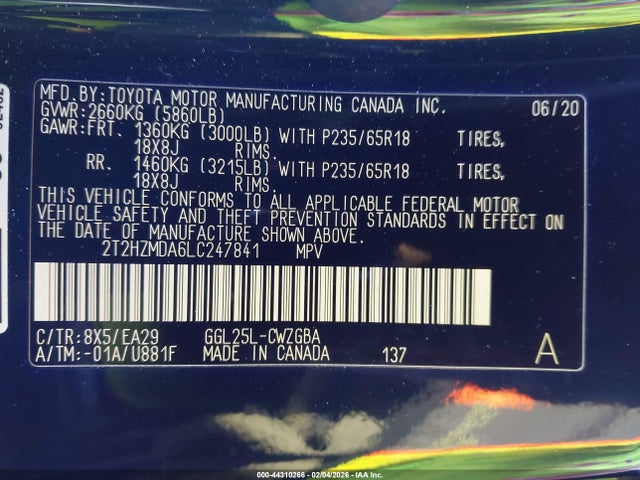 MFD.BY:TOYOTA MOTOR MANUFACTURING CANADA INC. 06/20
GVWR:2660KG (5860LB)
GAWR:FRT. 1360KG (3000LB) WITH P235/65R18 TIRES,
18X8J RIMS.
RR. 1460KG (3215LB) WITH P235/65R18 TIRES,
18X8J RIMS.
THIS VEHICLE CONFORMS TO ALL APPLICABLE FEDERAL MOTOR
VEHICLE SAFETY AND THEFT PREVENTION STANDARDS IN EFFECT ON
THE DATE OF MANUFACTURE SHOWN ABOVE.
2T2HZMDA6LC247841 MPV
C/TR:8X5/EA29 GGL25L-CWZGBA
A/TM:-01A/U881F MADE IN CANADA 137 A
000-44310266 - 02/04/2026 - IAA Inc.